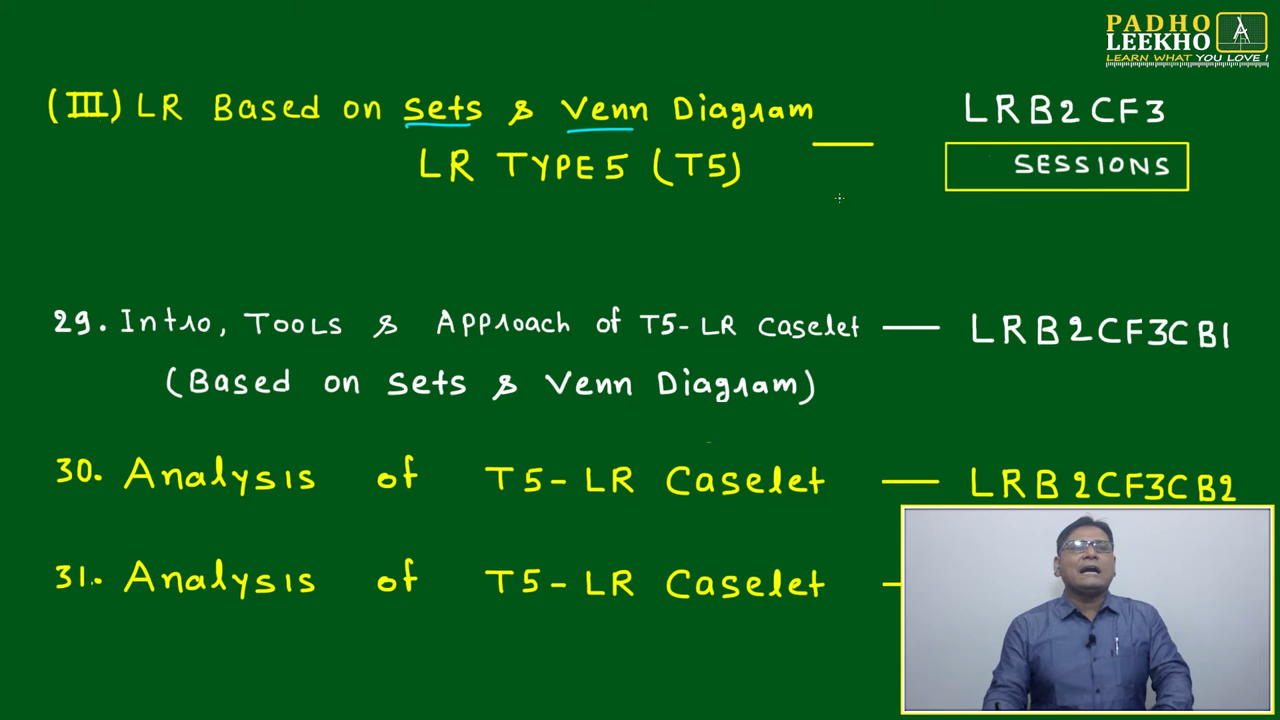 PADHO
LEEKHO
LEARN WHAT YOU LOVE !
(III) LR Based on Sets & Venn Diagram
LR TYPE 5 (T5) —
LRB2CF3
SESSIONS
29. Intro, TOOLS & Approach of T5-LR Caselet — LRB2CF3CB1
(Based on Sets & Venn Diagram)
30. Analysis of T5-LR Caselet — LRB2CF3CB2
31. Analysis of T5-LR Caselet —